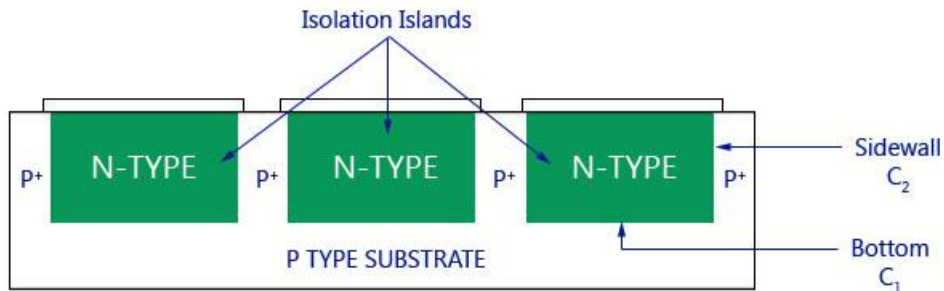 Isolation Islands
N-TYPE
N-TYPE
N-TYPE
P⁺
P⁺
P⁺
P⁺
Sidewall
C₂
P TYPE SUBSTRATE
Bottom
C₁